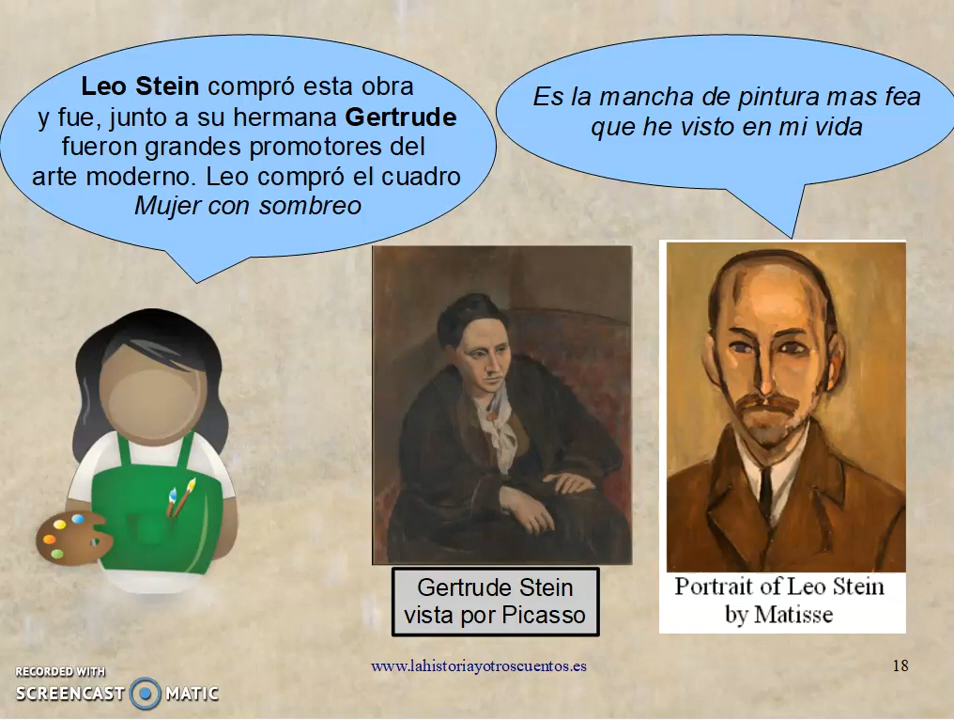 Leo Stein compró esta obra
y fue, junto a su hermana Gertrude
fueron grandes promotores del
arte moderno. Leo compró el cuadro
Mujer con sombreo
Es la mancha de pintura mas fea
que he visto en mi vida
Gertrude Stein
vista por Picasso
Portrait of Leo Stein
by Matisse
www.lahistoriayotroscuentos.es
18
RECORDED WITH
SCREENCAST MATIC